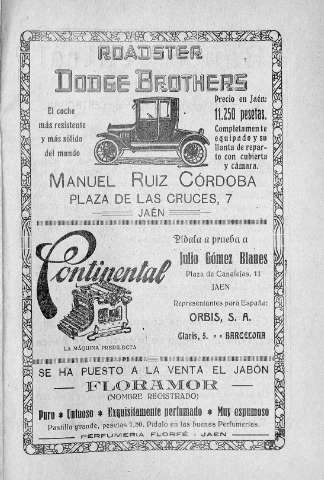 ROADSTER
DODGE BROTHERS
El coche
más resistente
y más sólido
del mundo
Precio en Jaén:
11.250 pesetas.
Completamente
equipado y su
llanta de repar-
to con cubierta
y cámara.
MANUEL RUIZ CÓRDOBA
PLAZA DE LAS CRUCES, 7
JAÉN
Continental
LA MÁQUINA PREDILECTA
Pídala a prueba a
Julio Gómez Blanes
Plaza de Canalejas, 11
JAEN
Representantes para España:
ORBIS, S. A.
Claris, 5. - BARCELONA
SE HA PUESTO A LA VENTA EL JABÓN
FLORAMOR
(NOMBRE REGISTRADO)
Puro • Untuoso • Exquisitamente perfumado • Muy espumoso
Pastilla grande, pesetas 1,50. Pídalo en las buenas Perfumerías.
PERFUMERIA FLORFÉ - JAEN